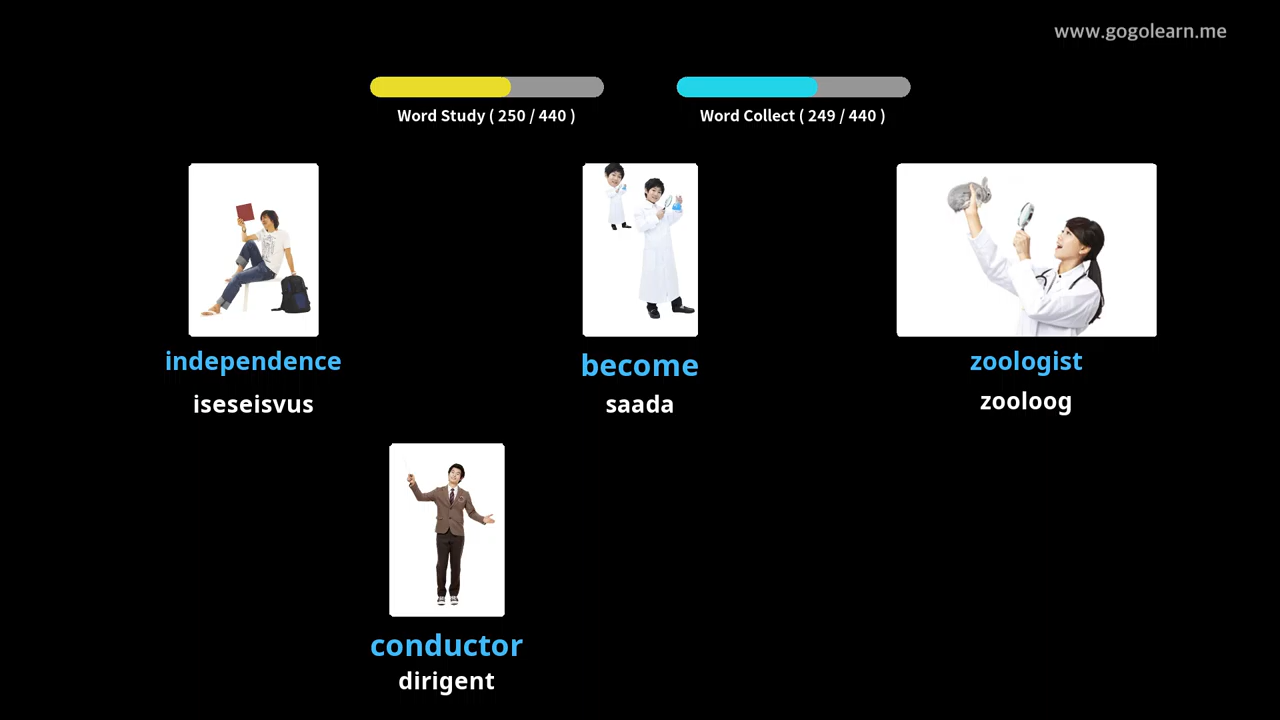 www.gogolearn.me
Word Study ( 250 / 440 )
Word Collect ( 249 / 440 )
independence
become
zoologist
iseseisvus
saada
zooloog
conductor
dirigent